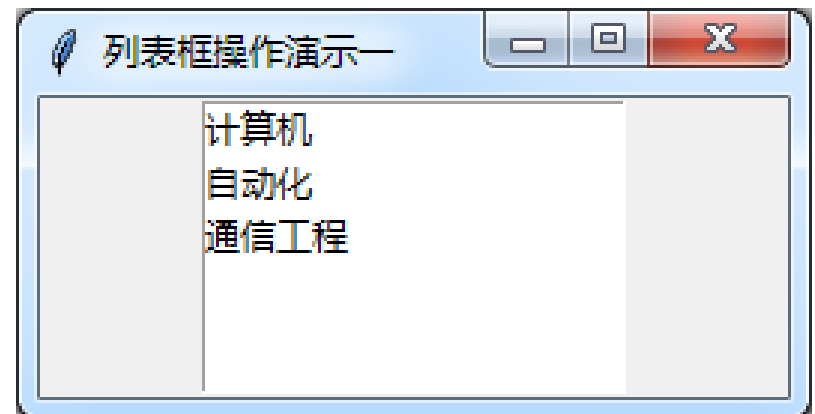 列表框操作演示一
计算机
自动化
通信工程